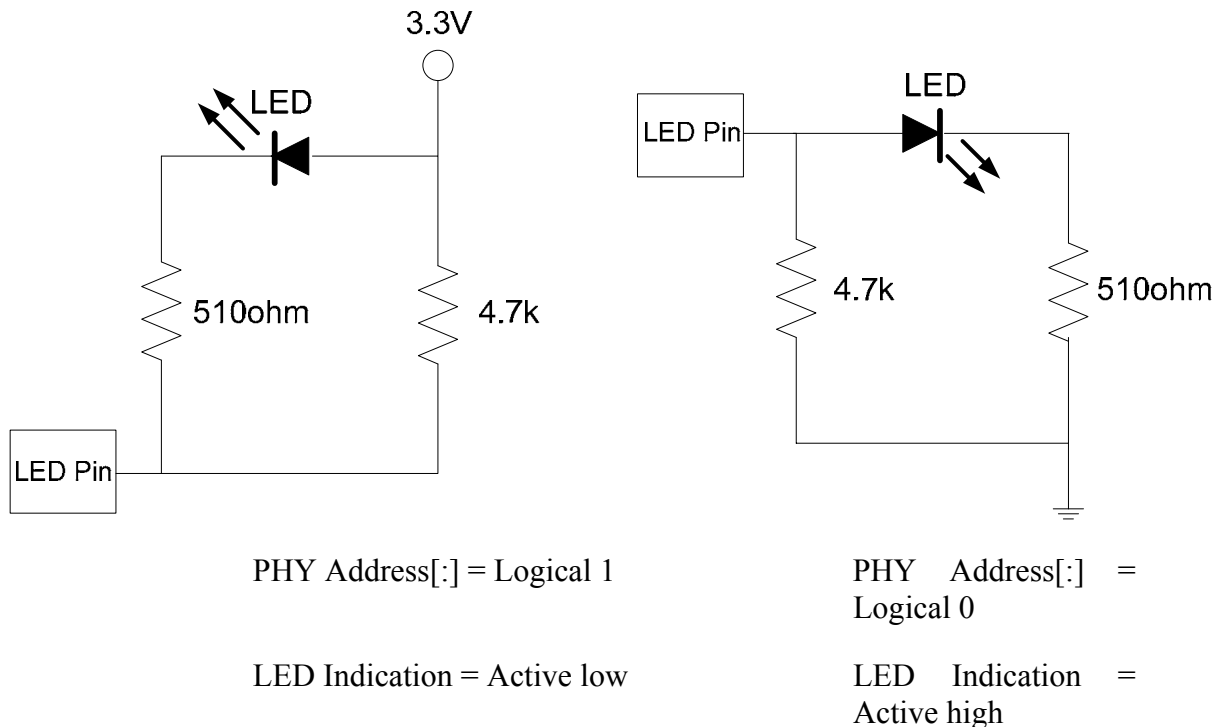 3.3V
LED
510ohm
4.7k
LED Pin
LED
LED Pin
4.7k
510ohm
PHY Address[:] = Logical 1
PHY Address[:] =
Logical 0
LED Indication = Active low
LED Indication =
Active high